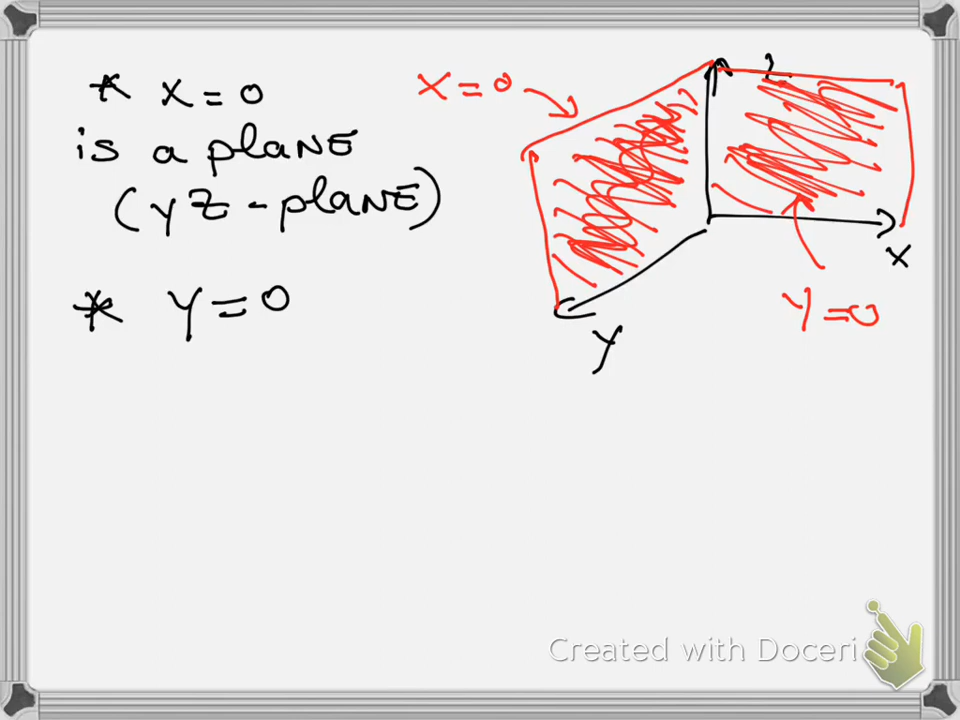 * x = 0
is a plaNE
(yz - plaNE)
* y = 0
x = 0
z
x
y = 0
y
Created with Doceri